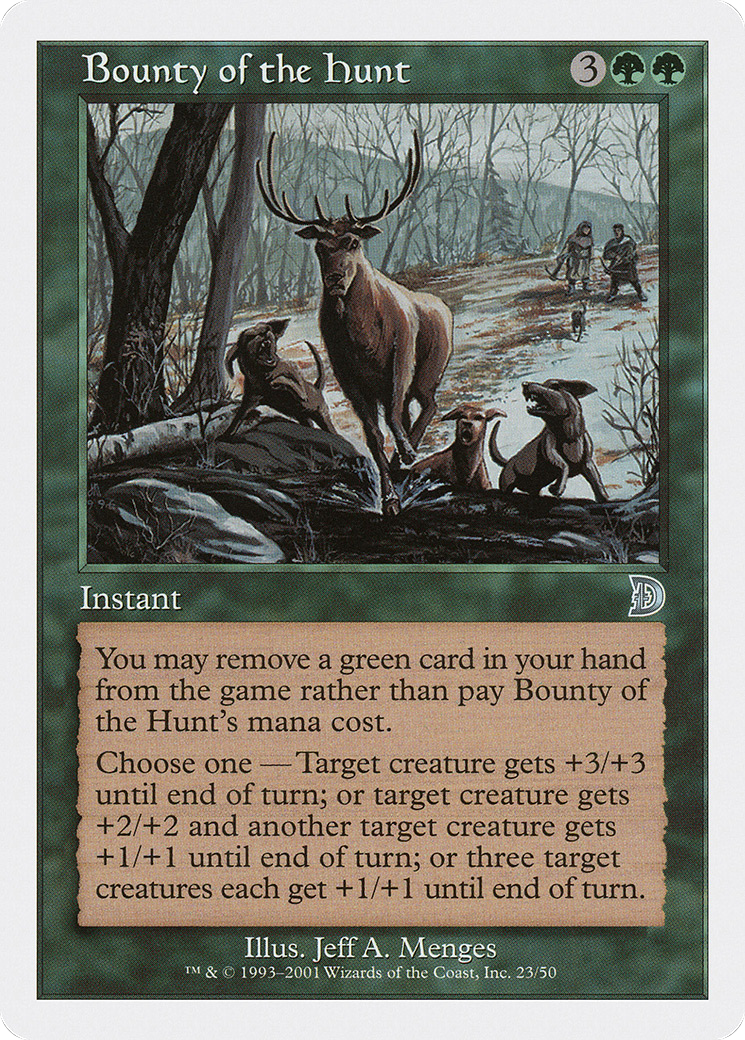 Bounty of the Hunt
3
Instant
You may remove a green card in your hand
from the game rather than pay Bounty of
the Hunt's mana cost.
Choose one — Target creature gets +3/+3
until end of turn; or target creature gets
+2/+2 and another target creature gets
+1/+1 until end of turn; or three target
creatures each get +1/+1 until end of turn.
Illus. Jeff A. Menges
™ & © 1993–2001 Wizards of the Coast, Inc. 23/50